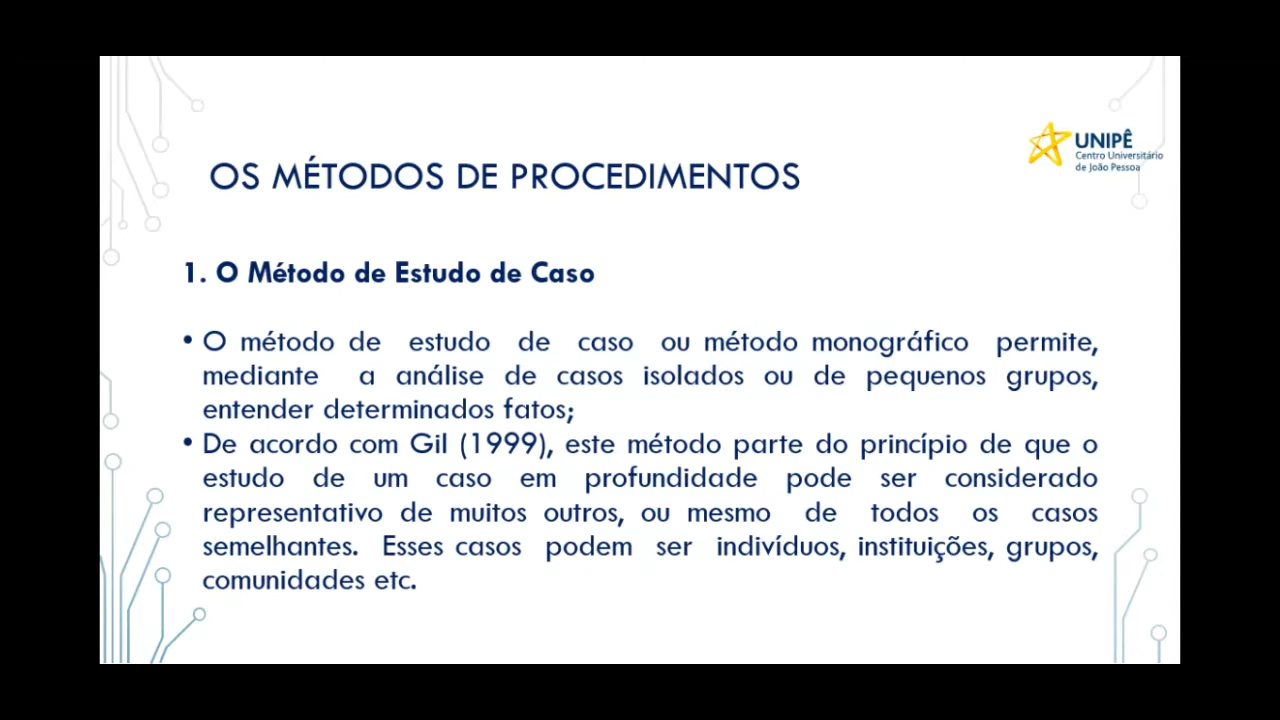 UNIPÊ
Centro Universitário
de João Pessoa
OS MÉTODOS DE PROCEDIMENTOS
1. O Método de Estudo de Caso
• O método de estudo de caso ou método monográfico permite,
mediante a análise de casos isolados ou de pequenos grupos,
entender determinados fatos;
• De acordo com Gil (1999), este método parte do princípio de que o
estudo de um caso em profundidade pode ser considerado
representativo de muitos outros, ou mesmo de todos os casos
semelhantes. Esses casos podem ser indivíduos, instituições, grupos,
comunidades etc.